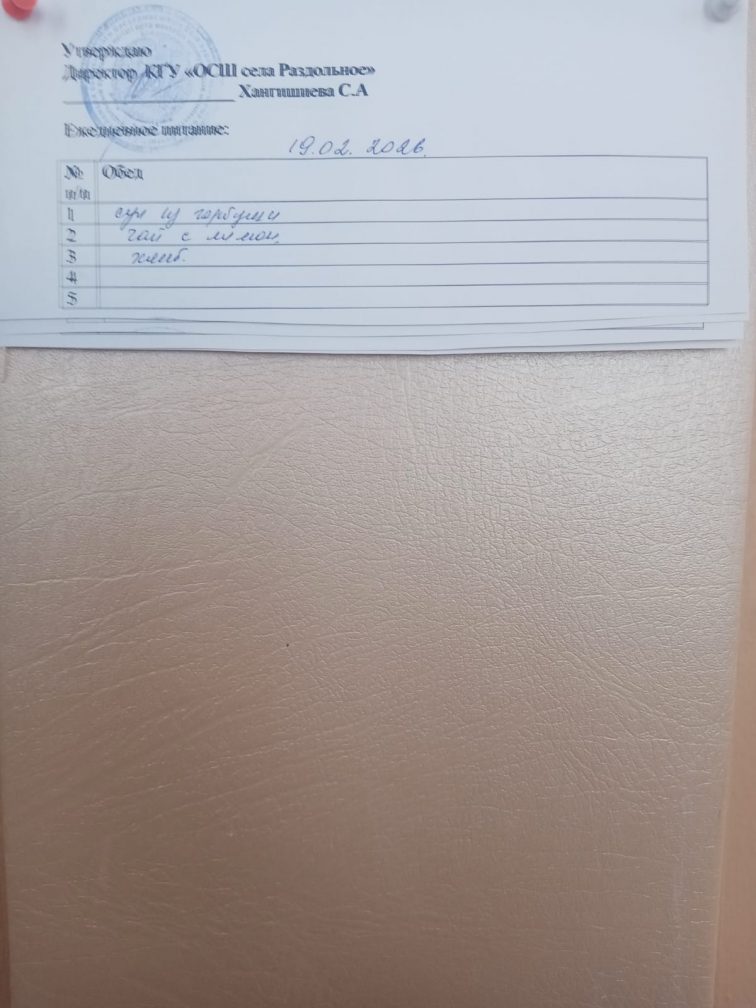 Утверждаю
Директор КГУ «ОСШ села Раздольное»
Хангишиева С.А
Ежедневное питание:
19.02. 2026.
№ Обед
п/п
1 суп из горбуши
2 чай с лимон.
3 хлеб.
4
5